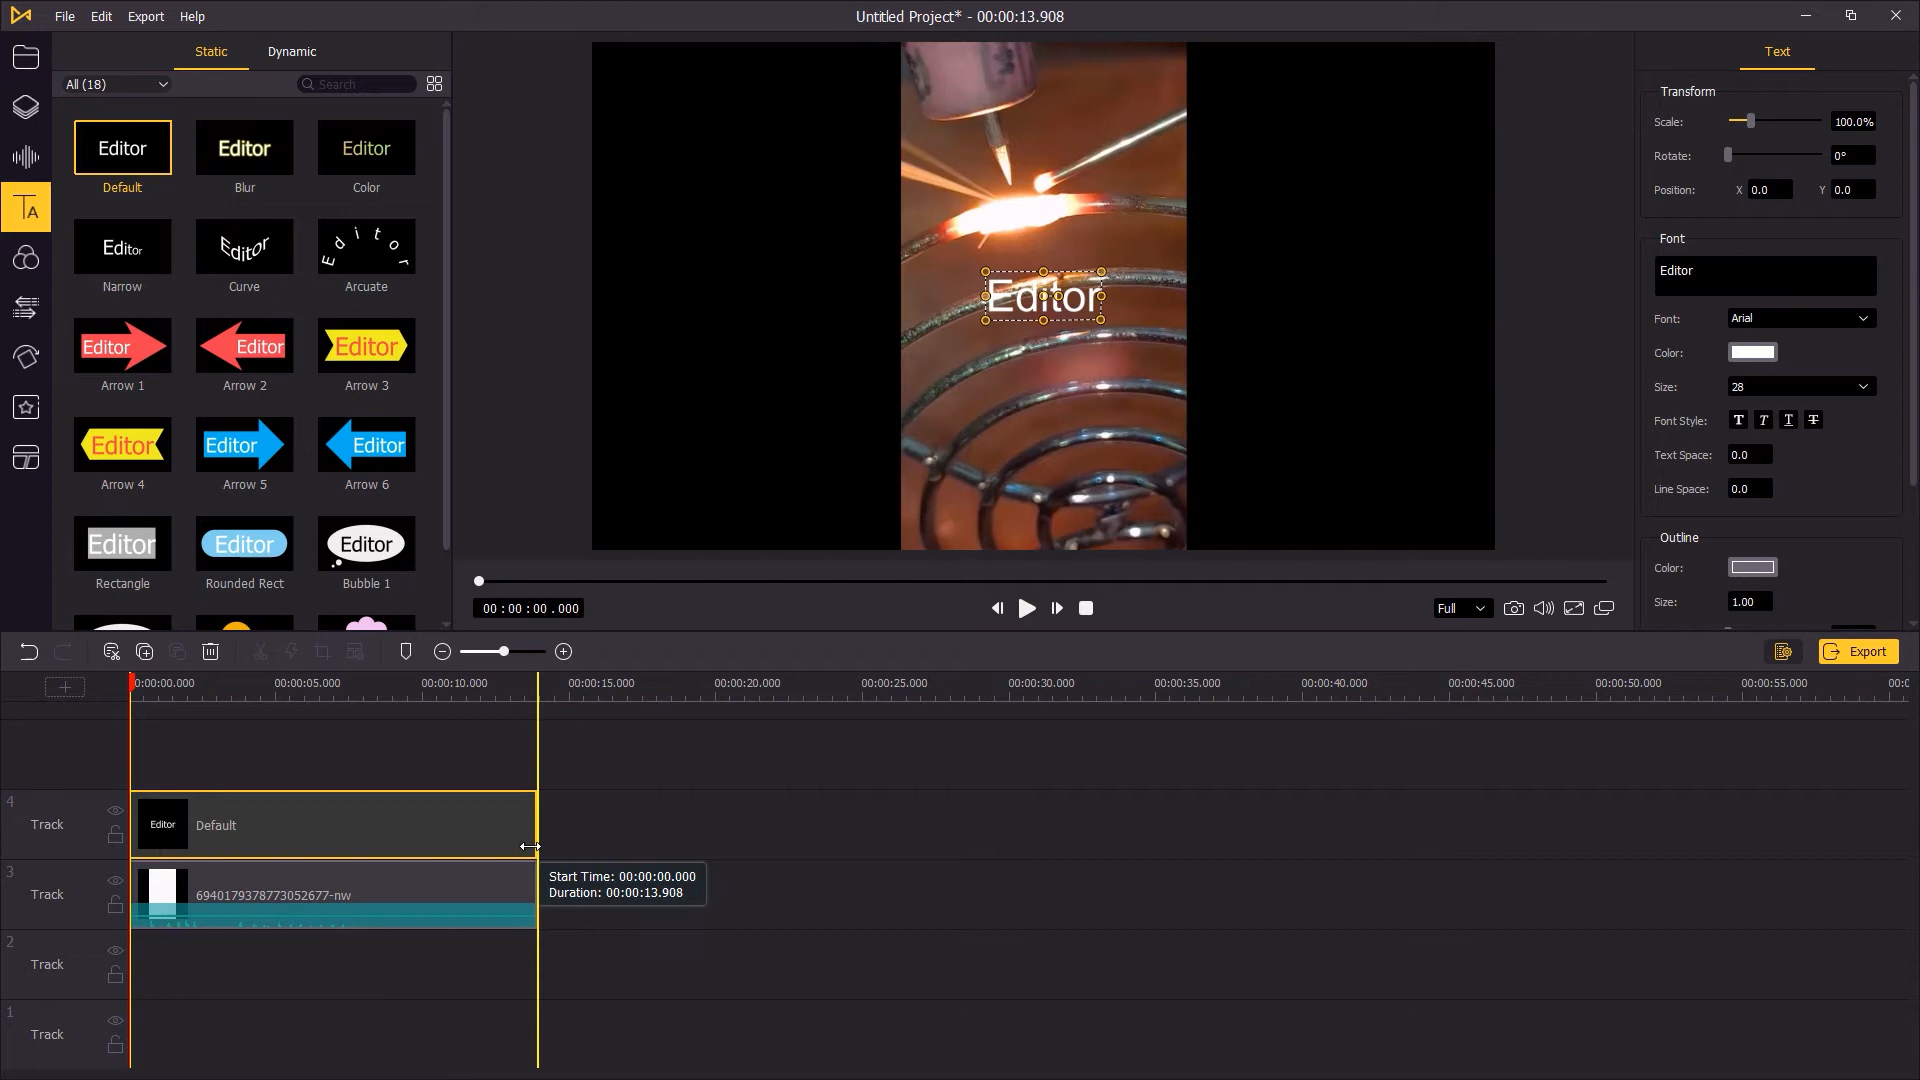 File Edit Export Help
Untitled Project* - 00:00:13.908
Static Dynamic
All (18)
Search
Editor Editor Editor
Default Blur Color
Editor Editor Editor
Narrow Curve Arcuate
Editor Editor Editor
Arrow 1 Arrow 2 Arrow 3
Editor Editor Editor
Arrow 4 Arrow 5 Arrow 6
Editor Editor Editor
Rectangle Rounded Rect Bubble 1
Editor
00 : 00 : 00 . 000
Full
Text
Transform
Scale: 100.0%
Rotate: 0°
Position: X 0.0 Y 0.0
Font
Editor
Font: Arial
Color:
Size: 28
Font Style: T T T T
Text Space: 0.0
Line Space: 0.0
Outline
Color:
Size: 1.00
Export
0:00:00.000 00:00:05.000 00:00:10.000 00:00:15.000 00:00:20.000 00:00:25.000 00:00:30.000 00:00:35.000 00:00:40.000 00:00:45.000 00:00:50.000 00:00:55.000 00:0
4
Track Editor Default
3
Track 6940179378773052677-nw
Start Time: 00:00:00.000
Duration: 00:00:13.908
2
Track
1
Track